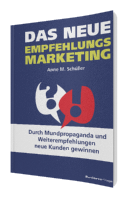 DAS NEUE
EMPFEHLUNGS
MARKETING
Anne M. Schüller
Durch Mundpropaganda und
Weiterempfehlungen
neue Kunden gewinnen